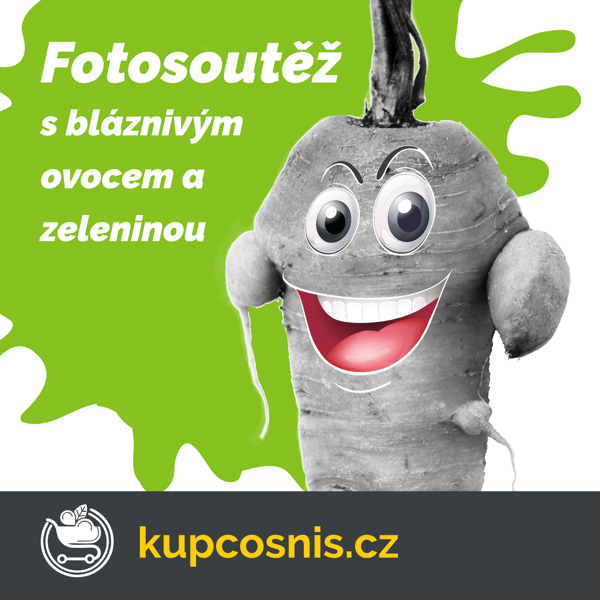 Fotosoutěž
s bláznivým
ovocem a
zeleninou
kupcosnis.cz